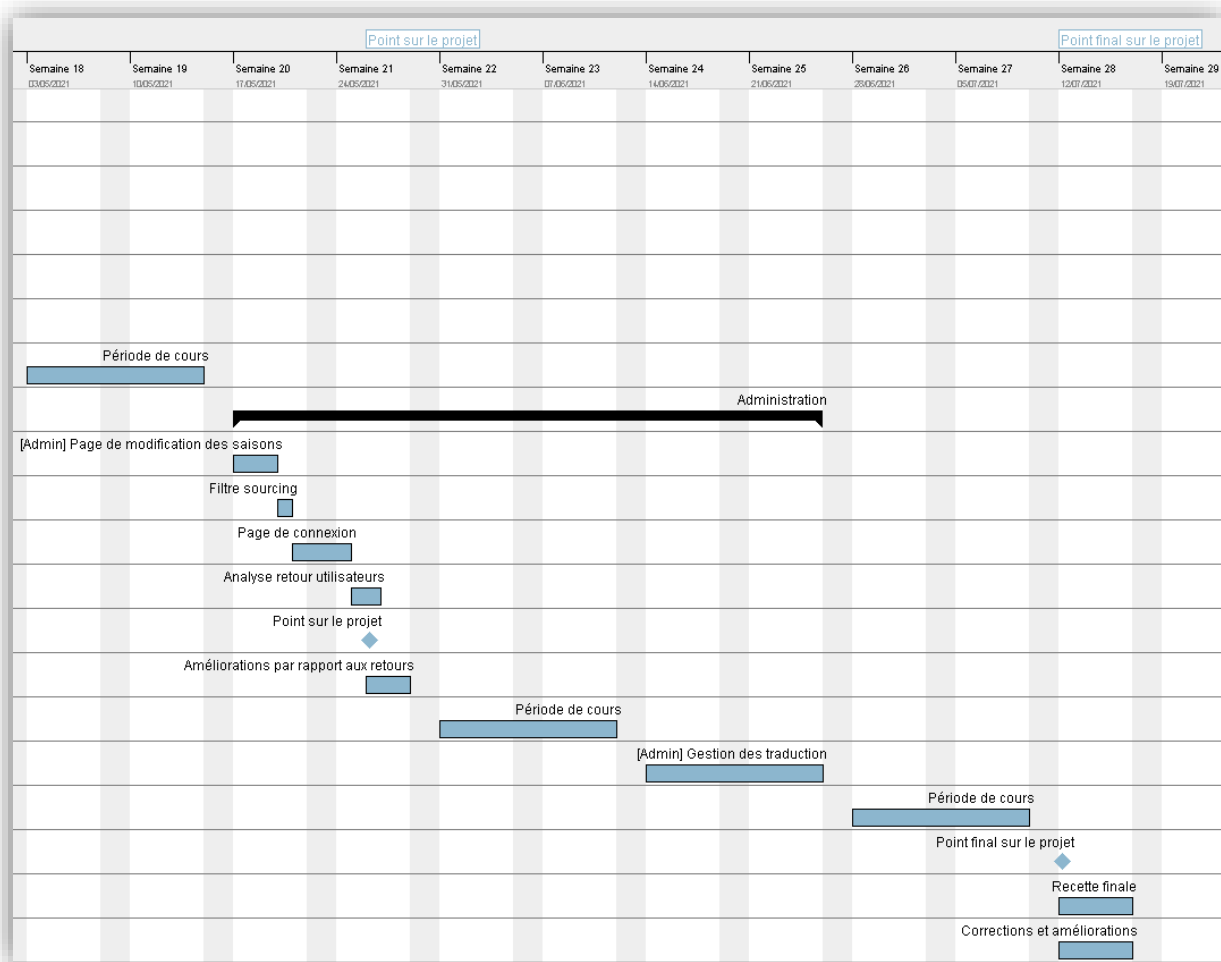 Point sur le projet
Point final sur le projet
Semaine 18
Semaine 19
Semaine 20
Semaine 21
Semaine 22
Semaine 23
Semaine 24
Semaine 25
Semaine 26
Semaine 27
Semaine 28
Semaine 29
03/05/2021
10/05/2021
17/05/2021
24/05/2021
31/05/2021
07/06/2021
14/06/2021
21/06/2021
28/06/2021
05/07/2021
12/07/2021
19/07/2021
Période de cours
Administration
[Admin] Page de modification des saisons
Filtre sourcing
Page de connexion
Analyse retour utilisateurs
Point sur le projet
Améliorations par rapport aux retours
Période de cours
[Admin] Gestion des traduction
Période de cours
Point final sur le projet
Recette finale
Corrections et améliorations